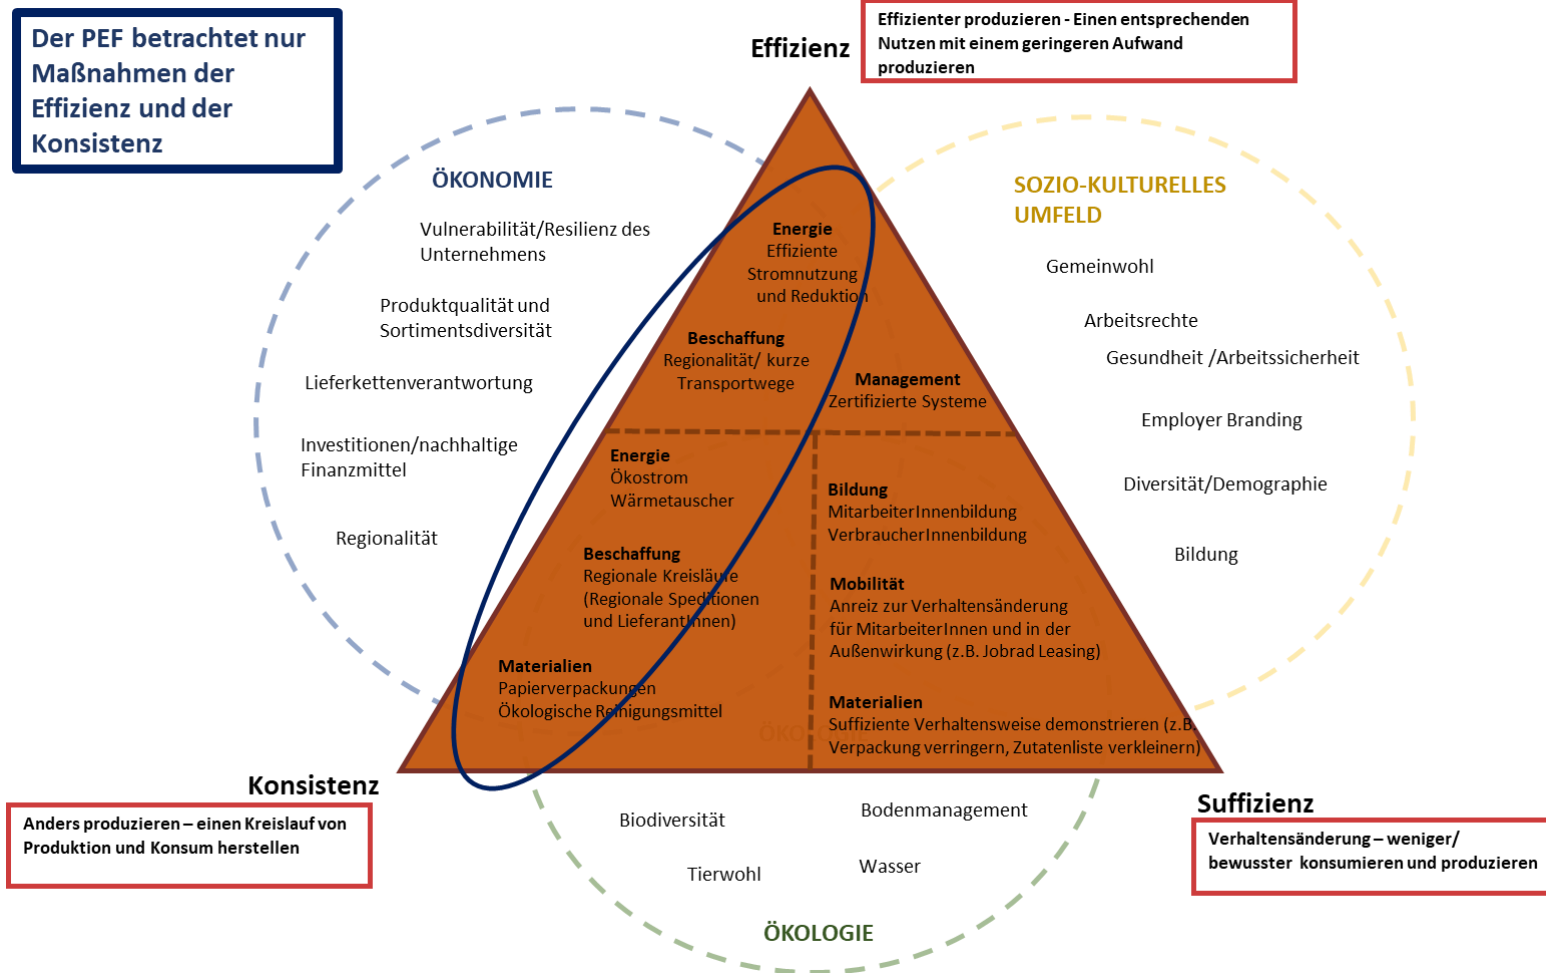 Der PEF betrachtet nur
Maßnahmen der
Effizienz und der
Konsistenz
Effizienz
Effizienter produzieren - Einen entsprechenden
Nutzen mit einem geringeren Aufwand
produzieren
ÖKONOMIE
Vulnerabilität/Resilienz des
Unternehmens
Produktqualität und
Sortimentsdiversität
Lieferkettenverantwortung
Investitionen/nachhaltige
Finanzmittel
Regionalität
SOZIO-KULTURELLES
UMFELD
Gemeinwohl
Arbeitsrechte
Gesundheit /Arbeitssicherheit
Employer Branding
Diversität/Demographie
Bildung
Energie
Effiziente
Stromnutzung
und Reduktion
Beschaffung
Regionalität/ kurze
Transportwege
Management
Zertifizierte Systeme
Energie
Ökostrom
Wärmetauscher
Beschaffung
Regionale Kreisläufe
(Regionale Speditionen
und LieferantInnen)
Materialien
Papierverpackungen
Ökologische Reinigungsmittel
Bildung
MitarbeiterInnenbildung
VerbraucherInnenbildung
Mobilität
Anreiz zur Verhaltensänderung
für MitarbeiterInnen und in der
Außenwirkung (z.B. Jobrad Leasing)
Materialien
Suffiziente Verhaltensweise demonstrieren (z.B.
Verpackung verringern, Zutatenliste verkleinern)
ÖKOLOGIE
Konsistenz
Anders produzieren – einen Kreislauf von
Produktion und Konsum herstellen
Suffizienz
Verhaltensänderung – weniger/
bewusster konsumieren und produzieren
Biodiversität
Bodenmanagement
Tierwohl
Wasser
ÖKOLOGIE